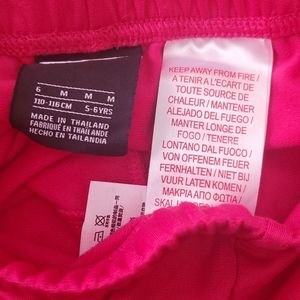 6 M M M
110-116 CM 5-6YRS
MADE IN THAILAND
FABRIQUÉ EN THAÏLANDE
HECHO EN TAILANDIA
KEEP AWAY FROM FIRE /
A TENIR A L'ECART DE
TOUTE SOURCE DE
CHALEUR / MANTENER
ALEJADO DEL FUEGO /
MANTER LONGE DE
FOGO / TENERE
LONTANO DAL FUOCO /
VON OFFENEM FEUER
FERNHALTEN / NIET BIJ
VUUR LATEN KOMEN /
ΜΑΚΡΙΑ ΑΠΟ ΦΩΤΙΑ /